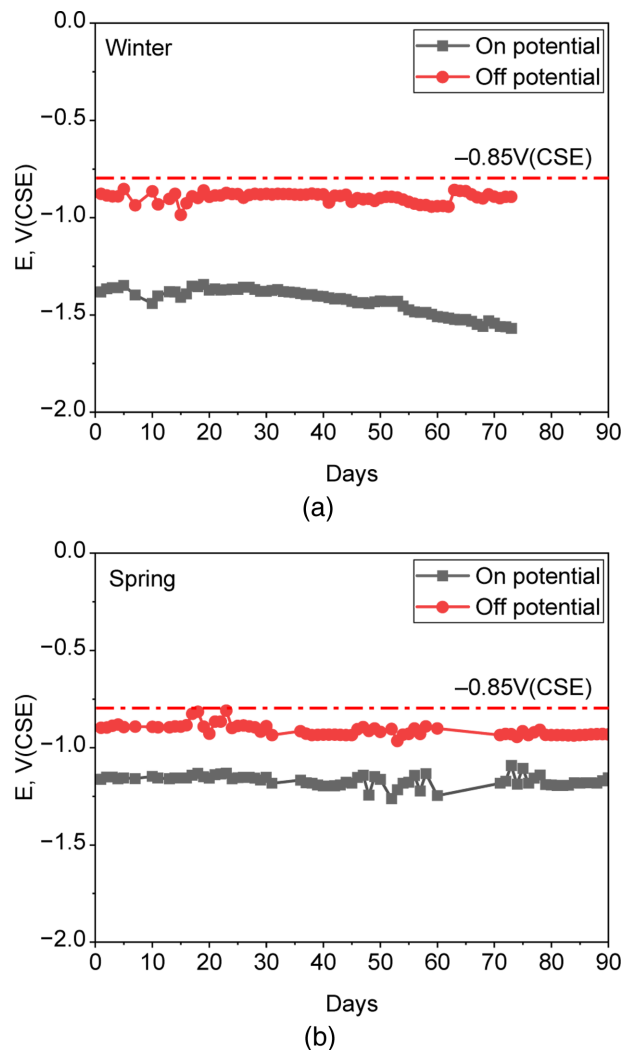 0.0
Winter
On potential
Off potential
−0.5
−0.85V(CSE)
−1.0
−1.5
−2.0
E, V(CSE)
0 10 20 30 40 50 60 70 80 90
Days
(a)
0.0
Spring
On potential
Off potential
−0.5
−0.85V(CSE)
−1.0
−1.5
−2.0
E, V(CSE)
0 10 20 30 40 50 60 70 80 90
Days
(b)